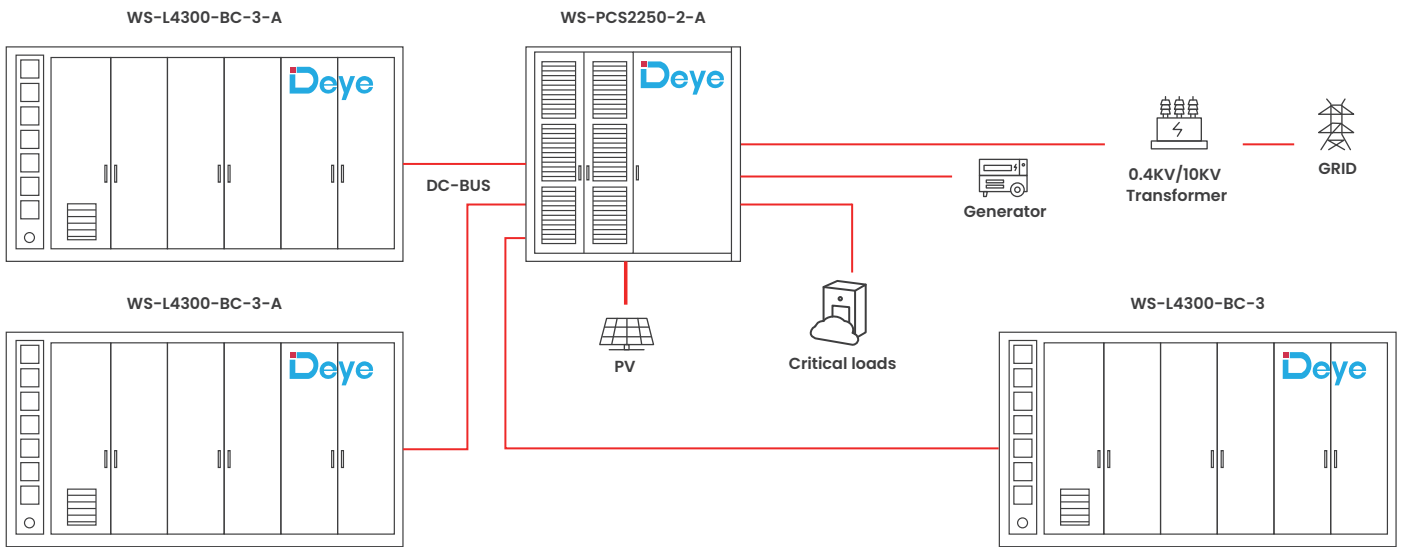 WS-L4300-BC-3-A
WS-PCS2250-2-A
Deye
Deye
DC-BUS
0.4KV/10KV
Transformer
GRID
Generator
WS-L4300-BC-3-A
WS-L4300-BC-3
Deye
PV
Critical loads
Deye